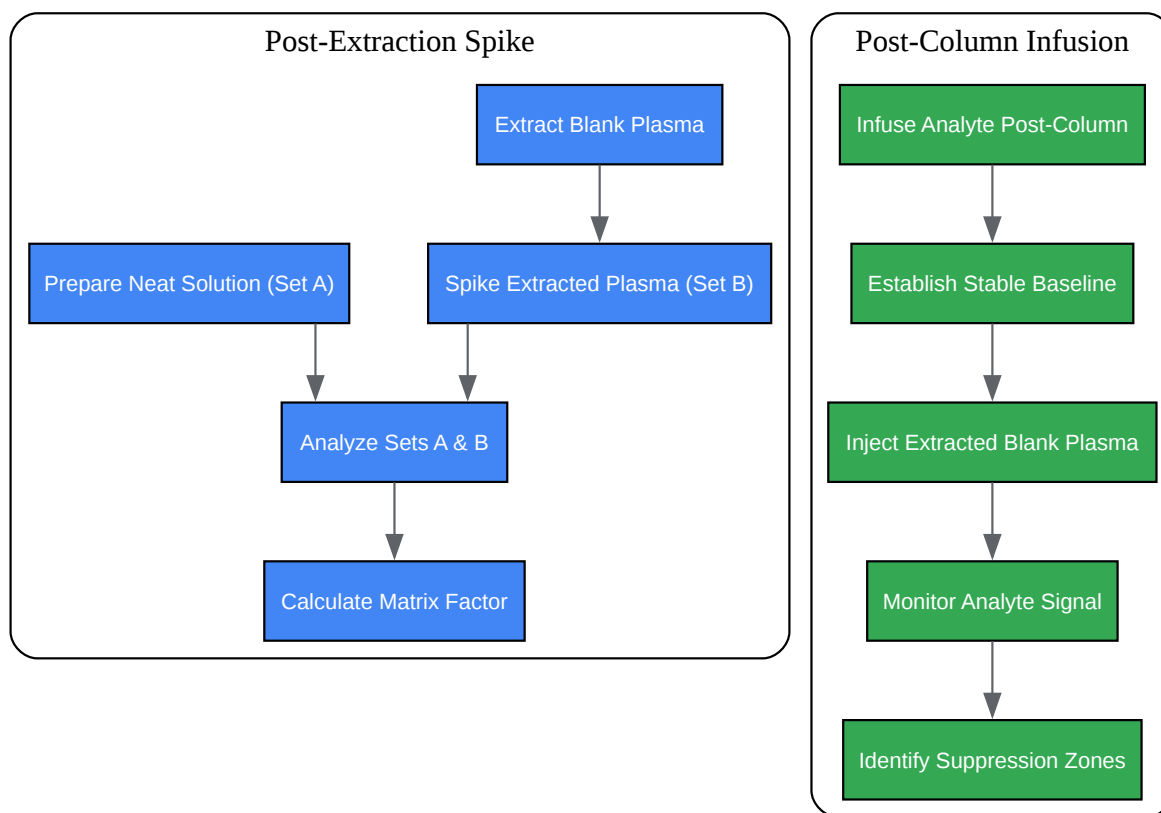 Post-Extraction Spike
Extract Blank Plasma
Prepare Neat Solution (Set A)
Spike Extracted Plasma (Set B)
Analyze Sets A & B
Calculate Matrix Factor
Post-Column Infusion
Infuse Analyte Post-Column
Establish Stable Baseline
Inject Extracted Blank Plasma
Monitor Analyte Signal
Identify Suppression Zones